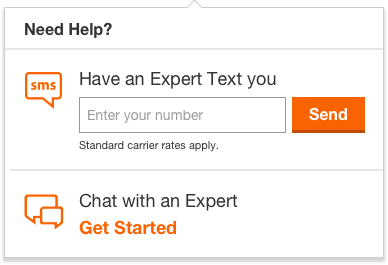 Need Help?
sms
Have an Expert Text you
Enter your number
Send
Standard carrier rates apply.
Chat with an Expert
Get Started